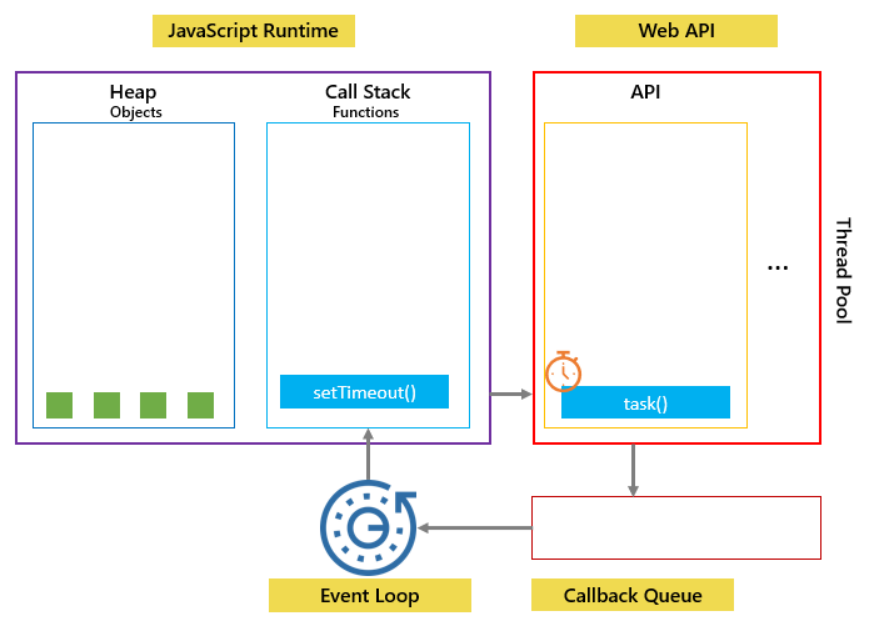 JavaScript Runtime
Web API
Heap
Objects
Call Stack
Functions
API
...
Thread Pool
setTimeout()
task()
Event Loop
Callback Queue